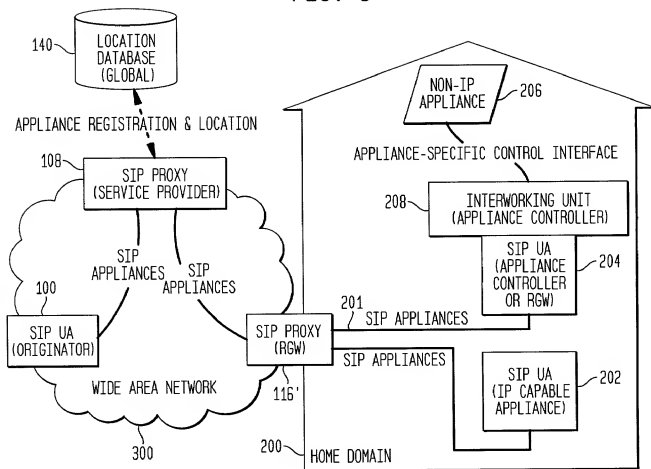 140
LOCATION
DATABASE
(GLOBAL)
APPLIANCE REGISTRATION & LOCATION
108
SIP PROXY
(SERVICE PROVIDER)
SIP
APPLIANCES
SIP
APPLIANCES
100
SIP UA
(ORIGINATOR)
WIDE AREA NETWORK
300
SIP PROXY
(RGW)
116'
NON-IP
APPLIANCE
206
APPLIANCE-SPECIFIC CONTROL INTERFACE
208
INTERWORKING UNIT
(APPLIANCE CONTROLLER)
SIP UA
(APPLIANCE
CONTROLLER
OR RGW)
204
201
SIP APPLIANCES
SIP APPLIANCES
SIP UA
(IP CAPABLE
APPLIANCE)
202
200
HOME DOMAIN